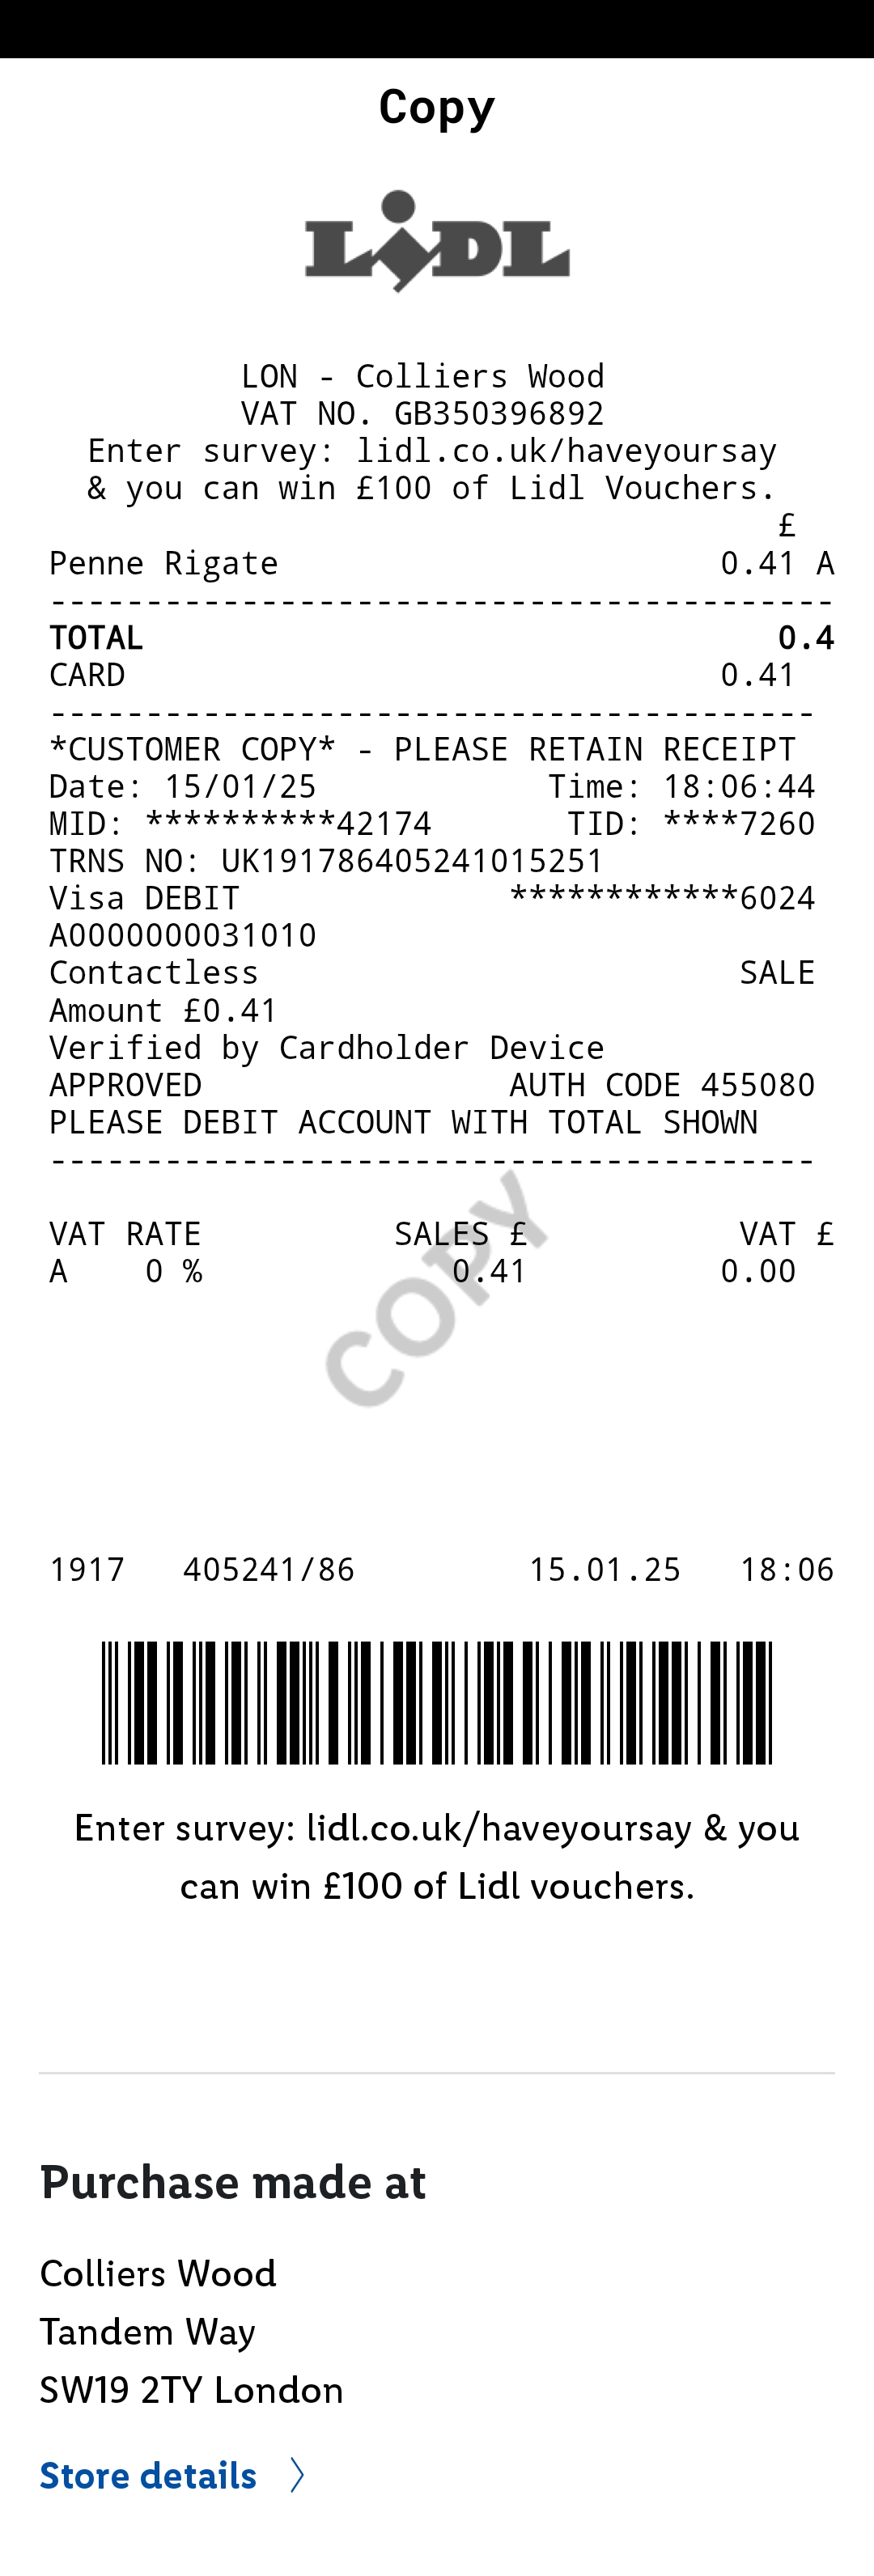 Copy
LIDL
LON - Colliers Wood
VAT NO. GB350396892
Enter survey: lidl.co.uk/haveyoursay
& you can win £100 of Lidl Vouchers.
£
Penne Rigate 0.41 A
-----------------------------------------
TOTAL 0.4
CARD 0.41
----------------------------------------
*CUSTOMER COPY* - PLEASE RETAIN RECEIPT
Date: 15/01/25 Time: 18:06:44
MID: **********42174 TID: ****7260
TRNS NO: UK191786405241015251
Visa DEBIT ************6024
A0000000031010
Contactless SALE
Amount £0.41
Verified by Cardholder Device
APPROVED AUTH CODE 455080
PLEASE DEBIT ACCOUNT WITH TOTAL SHOWN
----------------------------------------
VAT RATE SALES £ VAT £
A 0 % 0.41 0.00
COPY
1917 405241/86 15.01.25 18:06
Enter survey: lidl.co.uk/haveyoursay & you
can win £100 of Lidl vouchers.
Purchase made at
Colliers Wood
Tandem Way
SW19 2TY London
Store details